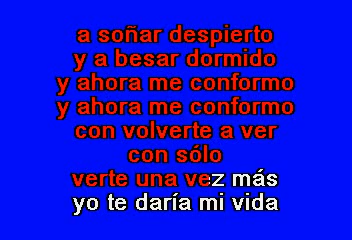 a soñar despierto
y a besar dormido
y ahora me conformo
y ahora me conformo
con volverte a ver
con sólo
verte una vez más
yo te daría mi vida